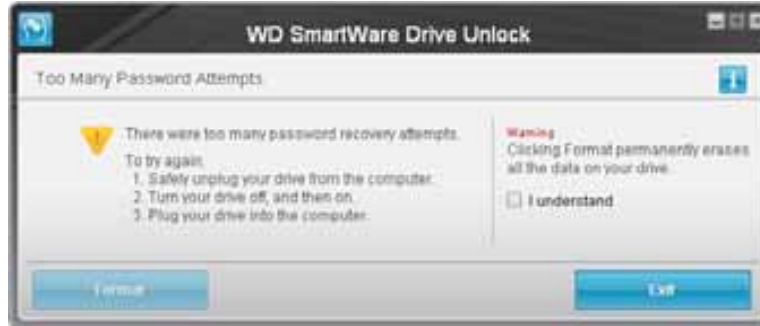 WD SmartWare Drive Unlock
Too Many Password Attempts
There were too many password recovery attempts.
To try again:
1. Safely unplug your drive from the computer.
2. Turn your drive off, and then on.
3. Plug your drive into the computer.
Warning
Clicking Format permanently erases
all the data on your drive.
I understand
Format
Exit